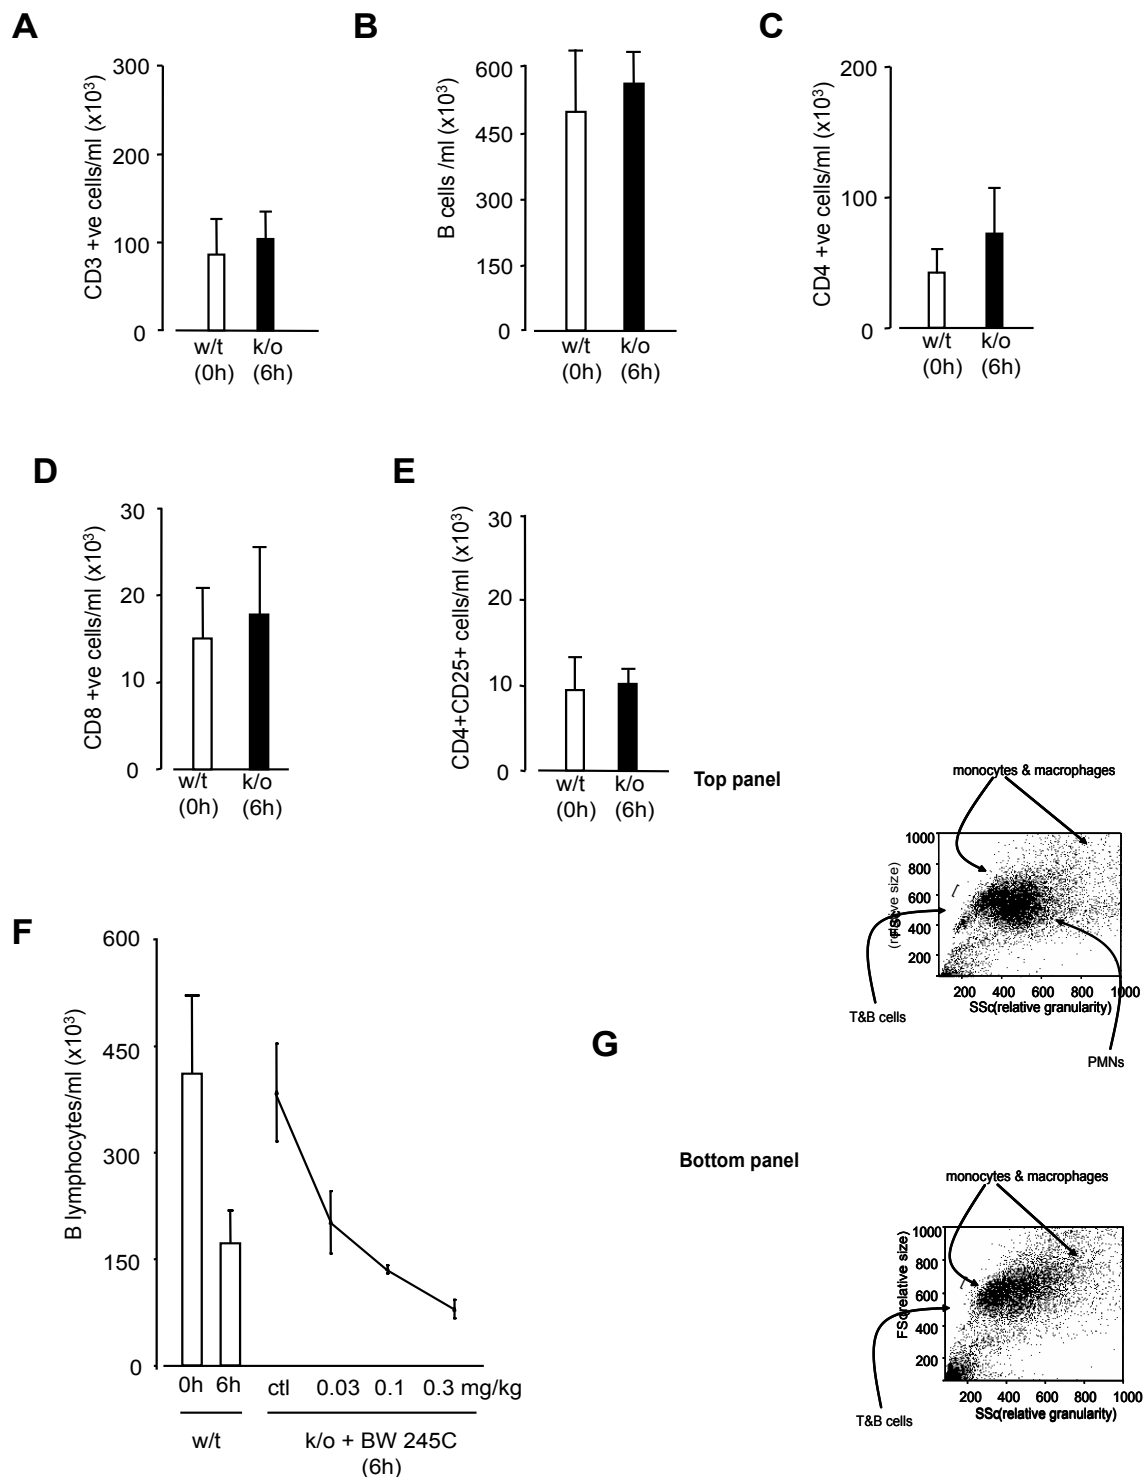 A
B
C
300
200
100
0
CD3 +ve cells/ml (x10³)
w/t
k/o
(0h)
(6h)
600
450
300
150
0
B cells /ml (x10³)
w/t
k/o
(0h)
(6h)
200
100
0
CD4 +ve cells/ml (x10³)
w/t
k/o
(0h)
(6h)
D
E
30
20
10
0
CD8 +ve cells/ml (x10³)
w/t
k/o
(0h)
(6h)
30
20
10
0
CD4+CD25+ cells/ml (x10³)
w/t
k/o
(0h)
(6h)
Top panel
monocytes & macrophages
1000
800
600
400
200
FSc
(relative size)
200 400 600 800 1000
SSc(relative granularity)
T&B cells
PMNs
F
600
450
300
150
0
B lymphocytes/ml (x10³)
0h 6h ctl 0.03 0.1 0.3 mg/kg
w/t
k/o + BW 245C
(6h)
G
Bottom panel
monocytes & macrophages
1000
800
600
400
200
FSc(relative size)
200 400 600 800 1000
SSc(relative granularity)
T&B cells